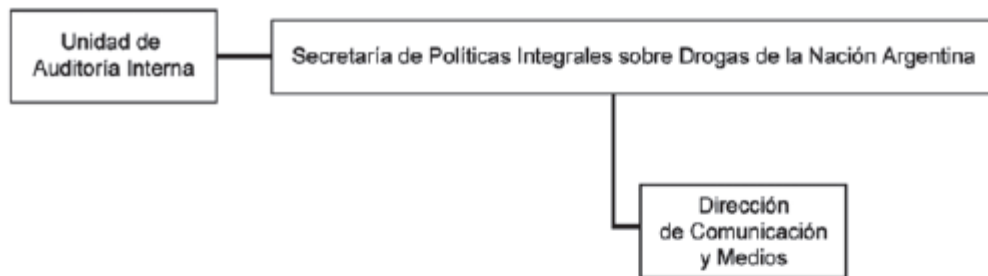 Unidad de
Auditoría Interna
Secretaría de Políticas Integrales sobre Drogas de la Nación Argentina
Dirección
de Comunicación
y Medios